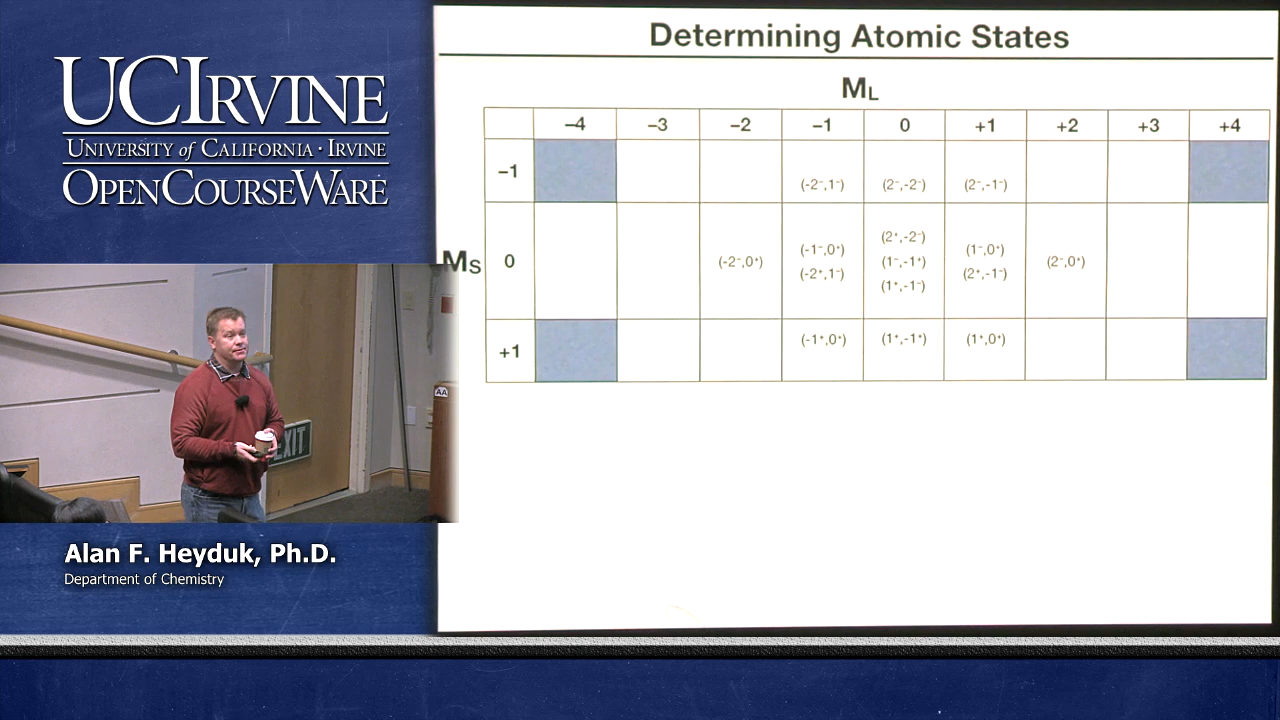 UCIRVINE
UNIVERSITY of CALIFORNIA · IRVINE
OPENCOURSEWARE
Determining Atomic States
ML
–4 –3 –2 –1 0 +1 +2 +3 +4
–1 (-2⁻,1⁻) (2⁻,-2⁻) (2⁻,-1⁻)
(2⁺,-2⁻)
(-1⁻,0⁺) (1⁻,0⁺)
MS 0 (-2⁻,0⁺) (1⁻,-1⁺) (2⁻,0⁺)
(-2⁺,1⁻) (2⁺,-1⁻)
(1⁺,-1⁻)
+1 (-1⁺,0⁺) (1⁺,-1⁺) (1⁺,0⁺)
AA
EXIT
Alan F. Heyduk, Ph.D.
Department of Chemistry